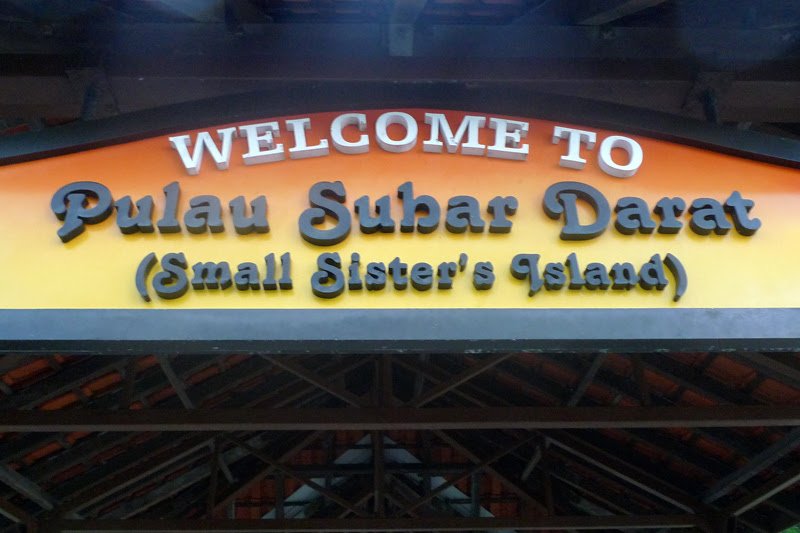 WELCOME TO
Pulau Subar Darat
(Small Sister's Island)